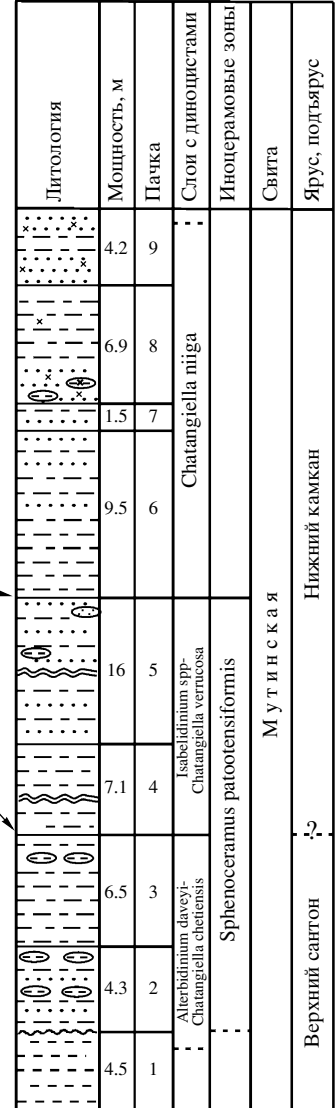 Литология
Мощность, м
Пачка
Слои с диноцистами
Иноцерамовые зоны
Свита
Ярус, подъярус
4.2 9
6.9 8
1.5 7
9.5 6
16 5
7.1 4
6.5 3
4.3 2
4.5 1
Chatangiella niiga
Isabelidinium spp-
Chatangiella verrucosa
Alterbidinium daveyi-
Chatangiella chetiensis
Sphenoceramus patootensiformis
Мутинская
Нижний камкан
?
Верхний сантон